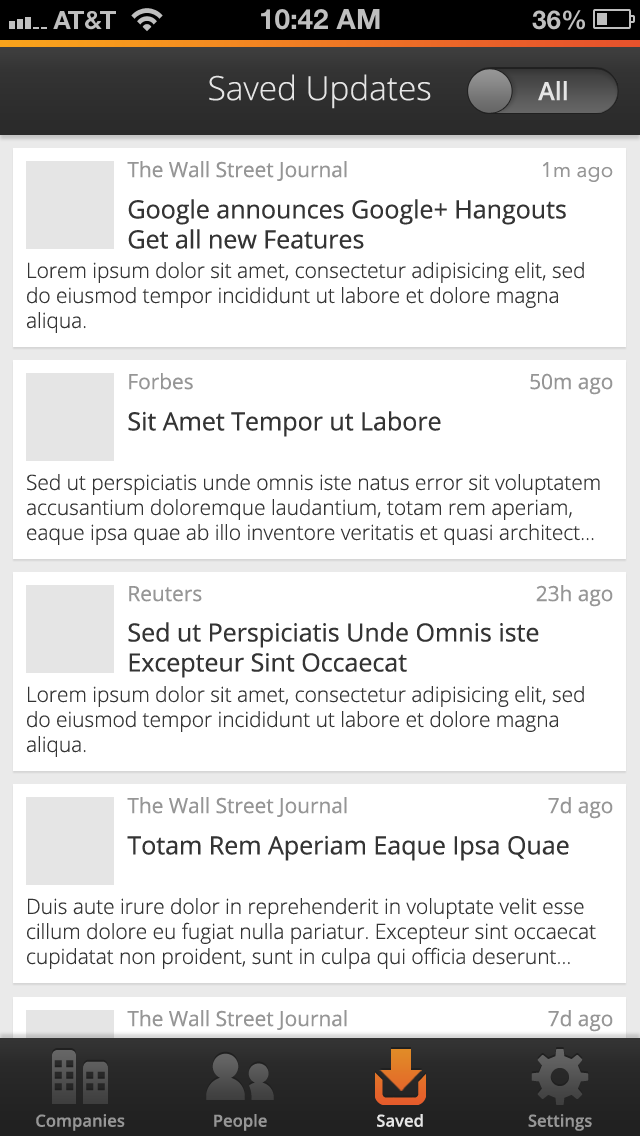 AT&T 10:42 AM 36%
Saved Updates All
The Wall Street Journal 1m ago
Google announces Google+ Hangouts
Get all new Features
Lorem ipsum dolor sit amet, consectetur adipisicing elit, sed
do eiusmod tempor incididunt ut labore et dolore magna
aliqua.
Forbes 50m ago
Sit Amet Tempor ut Labore
Sed ut perspiciatis unde omnis iste natus error sit voluptatem
accusantium doloremque laudantium, totam rem aperiam,
eaque ipsa quae ab illo inventore veritatis et quasi architect...
Reuters 23h ago
Sed ut Perspiciatis Unde Omnis iste
Excepteur Sint Occaecat
Lorem ipsum dolor sit amet, consectetur adipisicing elit, sed
do eiusmod tempor incididunt ut labore et dolore magna
aliqua.
The Wall Street Journal 7d ago
Totam Rem Aperiam Eaque Ipsa Quae
Duis aute irure dolor in reprehenderit in voluptate velit esse
cillum dolore eu fugiat nulla pariatur. Excepteur sint occaecat
cupidatat non proident, sunt in culpa qui officia deserunt...
The Wall Street Journal 7d ago
Companies People Saved Settings